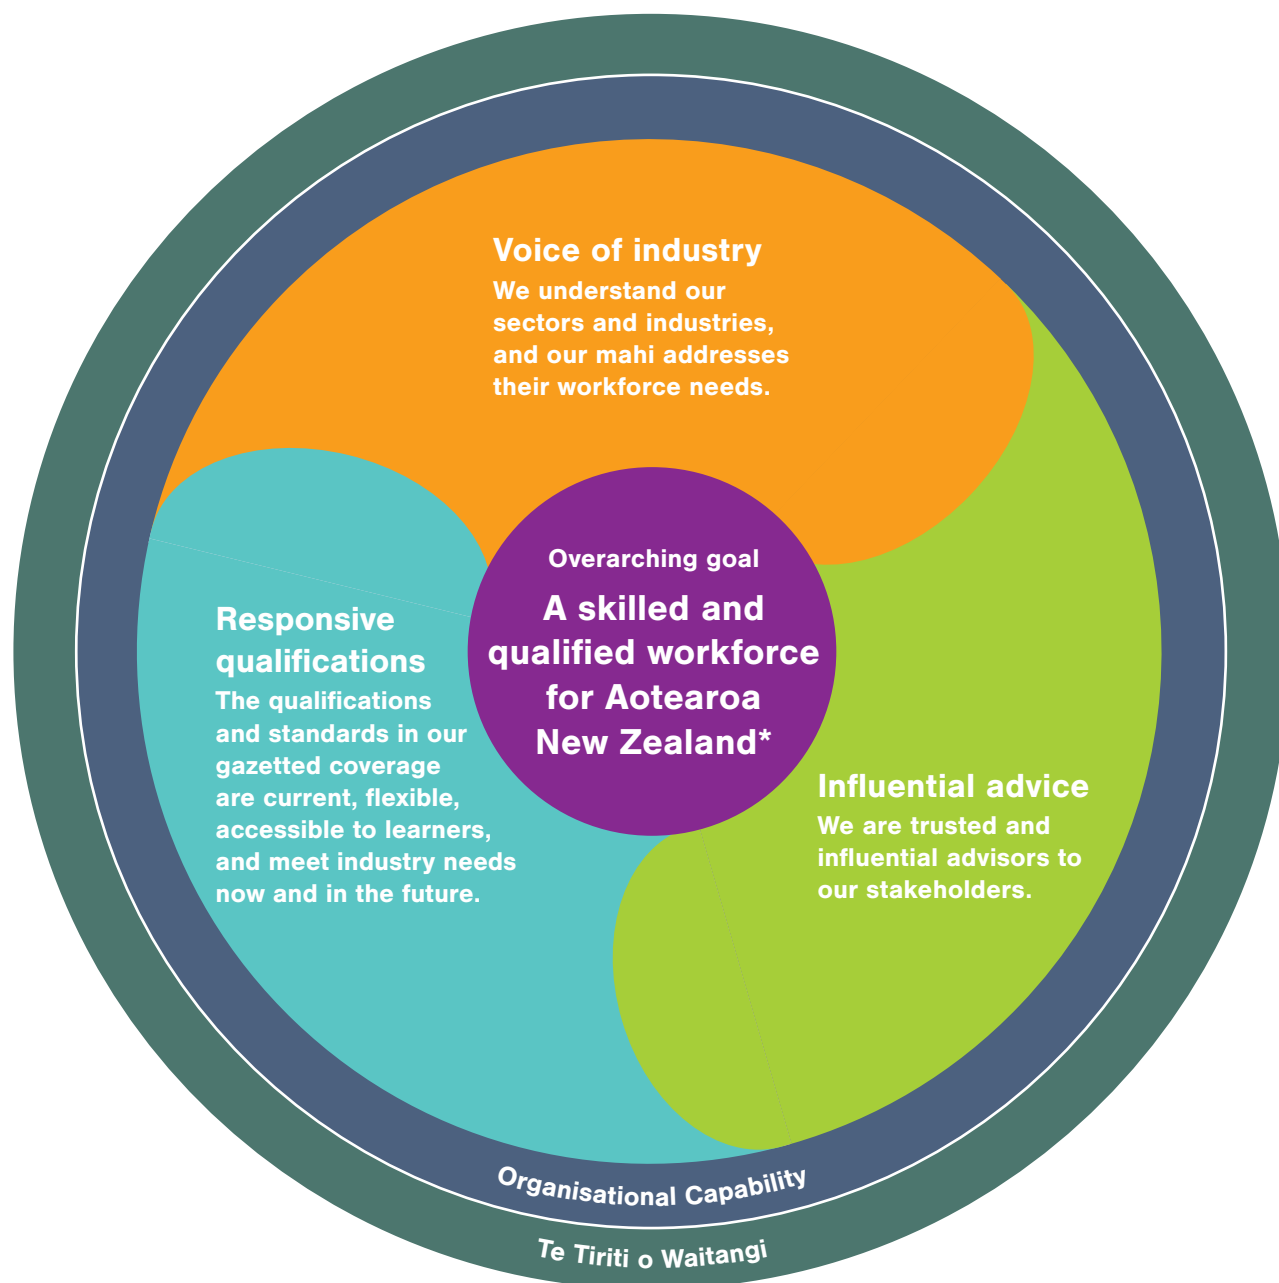 Voice of industry
We understand our
sectors and industries,
and our mahi addresses
their workforce needs.
Overarching goal
A skilled and
qualified workforce
for Aotearoa
New Zealand*
Responsive
qualifications
The qualifications
and standards in our
gazetted coverage
are current, flexible,
accessible to learners,
and meet industry needs
now and in the future.
Influential advice
We are trusted and
influential advisors to
our stakeholders.
Organisational Capability
Te Tiriti o Waitangi